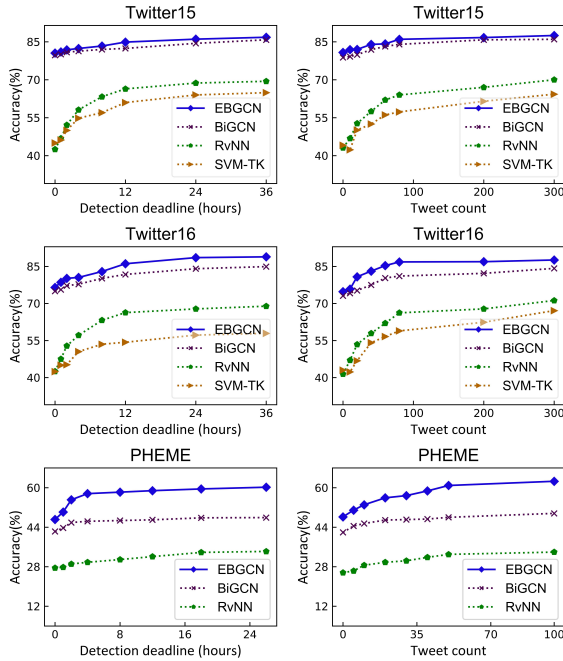 Twitter15
Accuracy(%)
85
70
55
40
EBGCN
BiGCN
RvNN
SVM-TK
0 12 24 36
Detection deadline (hours)
Twitter15
Accuracy(%)
85
70
55
40
EBGCN
BiGCN
RvNN
SVM-TK
0 100 200 300
Tweet count
Twitter16
Accuracy(%)
85
70
55
40
EBGCN
BiGCN
RvNN
SVM-TK
0 12 24 36
Detection deadline (hours)
Twitter16
Accuracy(%)
85
70
55
40
EBGCN
BiGCN
RvNN
SVM-TK
0 100 200 300
Tweet count
PHEME
Accuracy(%)
60
44
28
12
EBGCN
BiGCN
RvNN
0 8 16 24
Detection deadline (hours)
PHEME
Accuracy(%)
60
44
28
12
EBGCN
BiGCN
RvNN
0 35 70 100
Tweet count